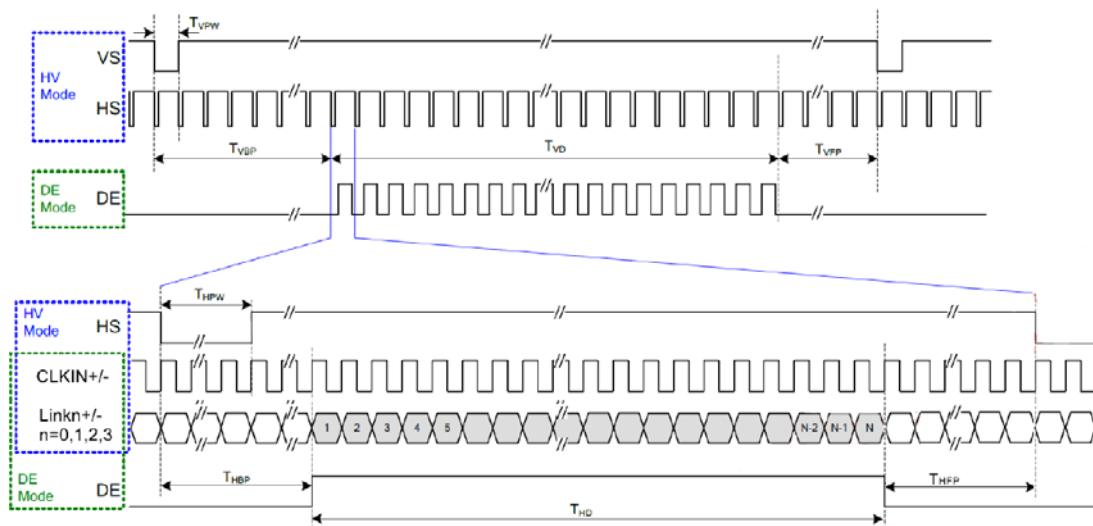 TVPW
VS
HV
Mode
HS
TVBP
TVD
TVFP
DE
Mode
DE
THPW
HV
Mode
HS
CLKIN+/-
Linkn+/-
n=0,1,2,3
1 2 3 4 5 N-2 N-1 N
THBP
THFP
DE
Mode
DE
THD